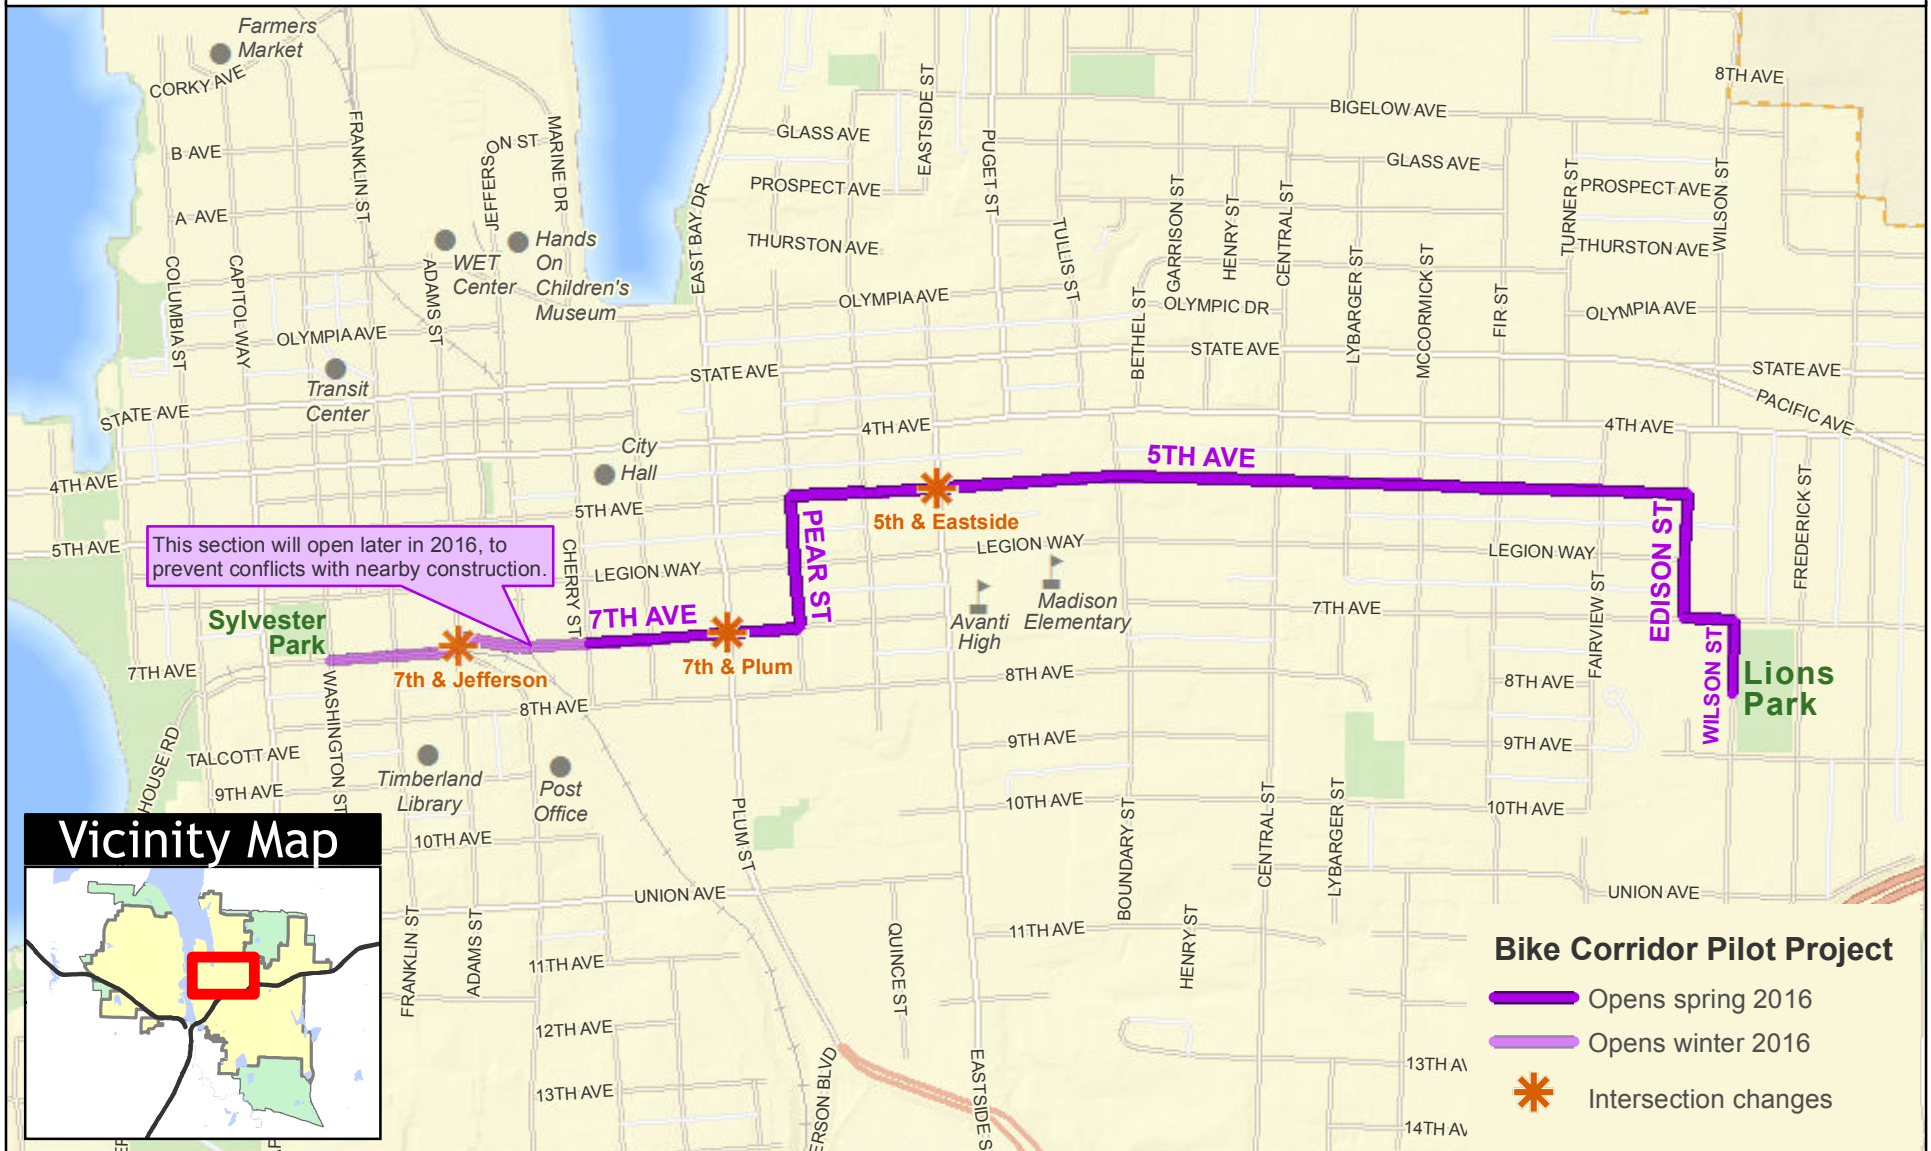 Farmers
Market
CORKY AVE
B AVE
A AVE
FRANKLIN ST
JEFFERSON ST
MARINE DR
WET
Center
Hands
On
Children's
Museum
COLUMBIA ST
CAPITOL WAY
ADAMS ST
OLYMPIA AVE
Transit
Center
STATE AVE
4TH AVE
5TH AVE
EAST BAY DR
GLASS AVE
PROSPECT AVE
THURSTON AVE
OLYMPIA AVE
STATE AVE
4TH AVE
EASTSIDE ST
PUGET ST
TULLIS ST
BETHEL ST
GARRISON ST
HENRY ST
CENTRAL ST
OLYMPIC DR
STATE AVE
LYBARGER ST
MCCORMICK ST
FIR ST
BIGELOW AVE
GLASS AVE
8TH AVE
TURNER ST
PROSPECT AVE
THURSTON AVE
WILSON ST
OLYMPIA AVE
STATE AVE
PACIFIC AVE
4TH AVE
FREDERICK ST
City
Hall
5TH AVE
LEGION WAY
CHERRY ST
This section will open later in 2016, to
prevent conflicts with nearby construction.
Sylvester
Park
7TH AVE
7th & Jefferson
7TH AVE
7th & Plum
PEAR ST
5th & Eastside
5TH AVE
LEGION WAY
Avanti
High
Madison
Elementary
7TH AVE
LEGION WAY
FAIRVIEW ST
EDISON ST
WILSON ST
Lions
Park
8TH AVE
8TH AVE
8TH AVE
WASHINGTON ST
TALCOTT AVE
9TH AVE
HOUSE RD
Timberland
Library
Post
Office
10TH AVE
PLUM ST
9TH AVE
10TH AVE
BOUNDARY ST
CENTRAL ST
LYBARGER ST
9TH AVE
10TH AVE
UNION AVE
UNION AVE
FRANKLIN ST
ADAMS ST
11TH AVE
12TH AVE
13TH AVE
QUINCE ST
11TH AVE
HENRY ST
ERSON BLVD
EASTSIDE S
13TH AV
14TH AV
Vicinity Map
Bike Corridor Pilot Project
Opens spring 2016
Opens winter 2016
Intersection changes